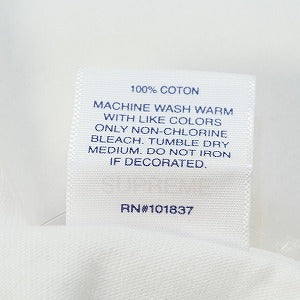 100% COTON
MACHINE WASH WARM
WITH LIKE COLORS
ONLY NON-CHLORINE
BLEACH. TUMBLE DRY
MEDIUM. DO NOT IRON
IF DECORATED.
RN#101837